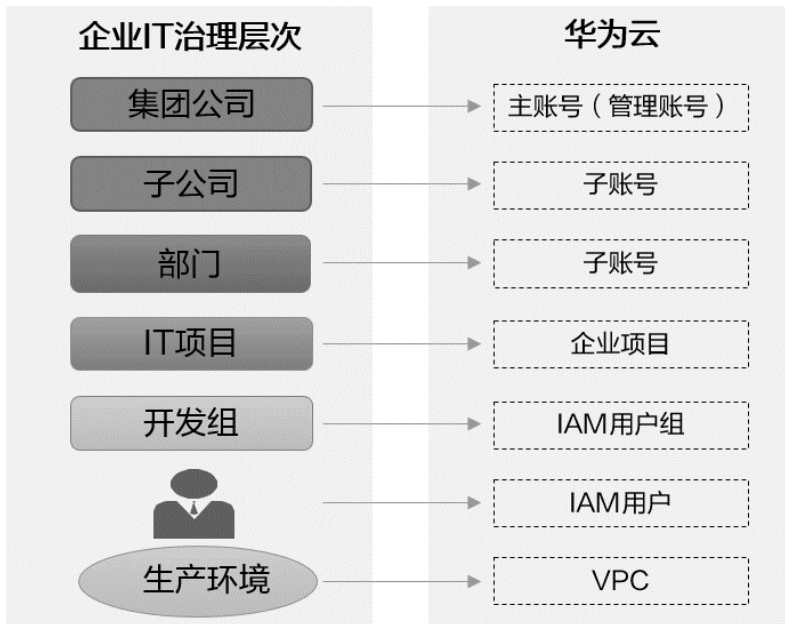 企业IT治理层次
华为云
集团公司
主账号（管理账号）
子公司
子账号
部门
子账号
IT项目
企业项目
开发组
IAM用户组
IAM用户
生产环境
VPC